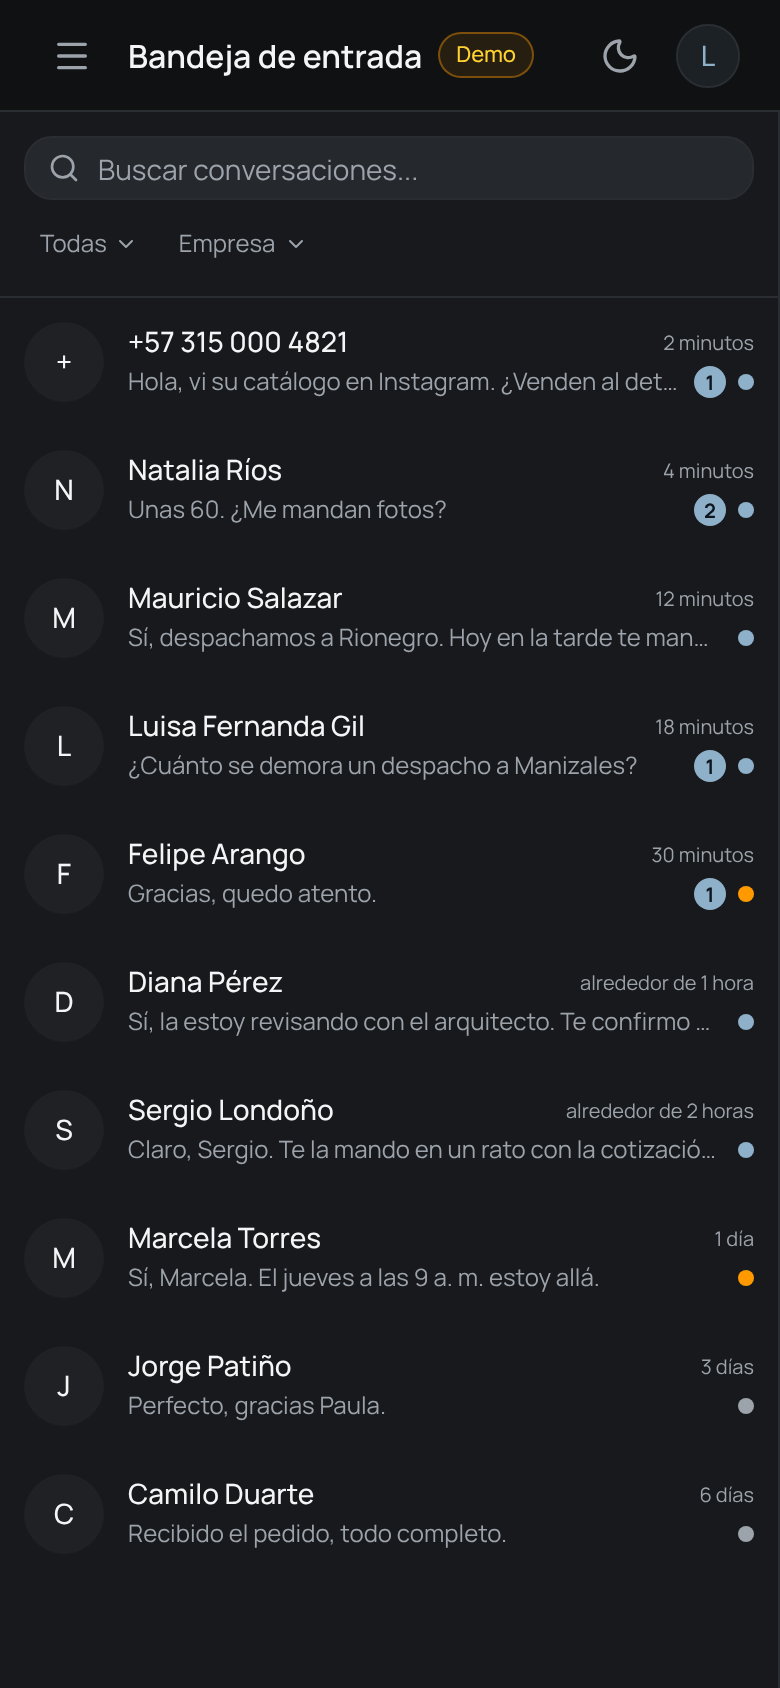 Bandeja de entrada Demo L
Buscar conversaciones...
Todas Empresa
+ +57 315 000 4821 2 minutos
Hola, vi su catálogo en Instagram. ¿Venden al det... 1
N Natalia Ríos 4 minutos
Unas 60. ¿Me mandan fotos? 2
M Mauricio Salazar 12 minutos
Sí, despachamos a Rionegro. Hoy en la tarde te man...
L Luisa Fernanda Gil 18 minutos
¿Cuánto se demora un despacho a Manizales? 1
F Felipe Arango 30 minutos
Gracias, quedo atento. 1
D Diana Pérez alrededor de 1 hora
Sí, la estoy revisando con el arquitecto. Te confirmo ...
S Sergio Londoño alrededor de 2 horas
Claro, Sergio. Te la mando en un rato con la cotizació...
M Marcela Torres 1 día
Sí, Marcela. El jueves a las 9 a. m. estoy allá.
J Jorge Patiño 3 días
Perfecto, gracias Paula.
C Camilo Duarte 6 días
Recibido el pedido, todo completo.